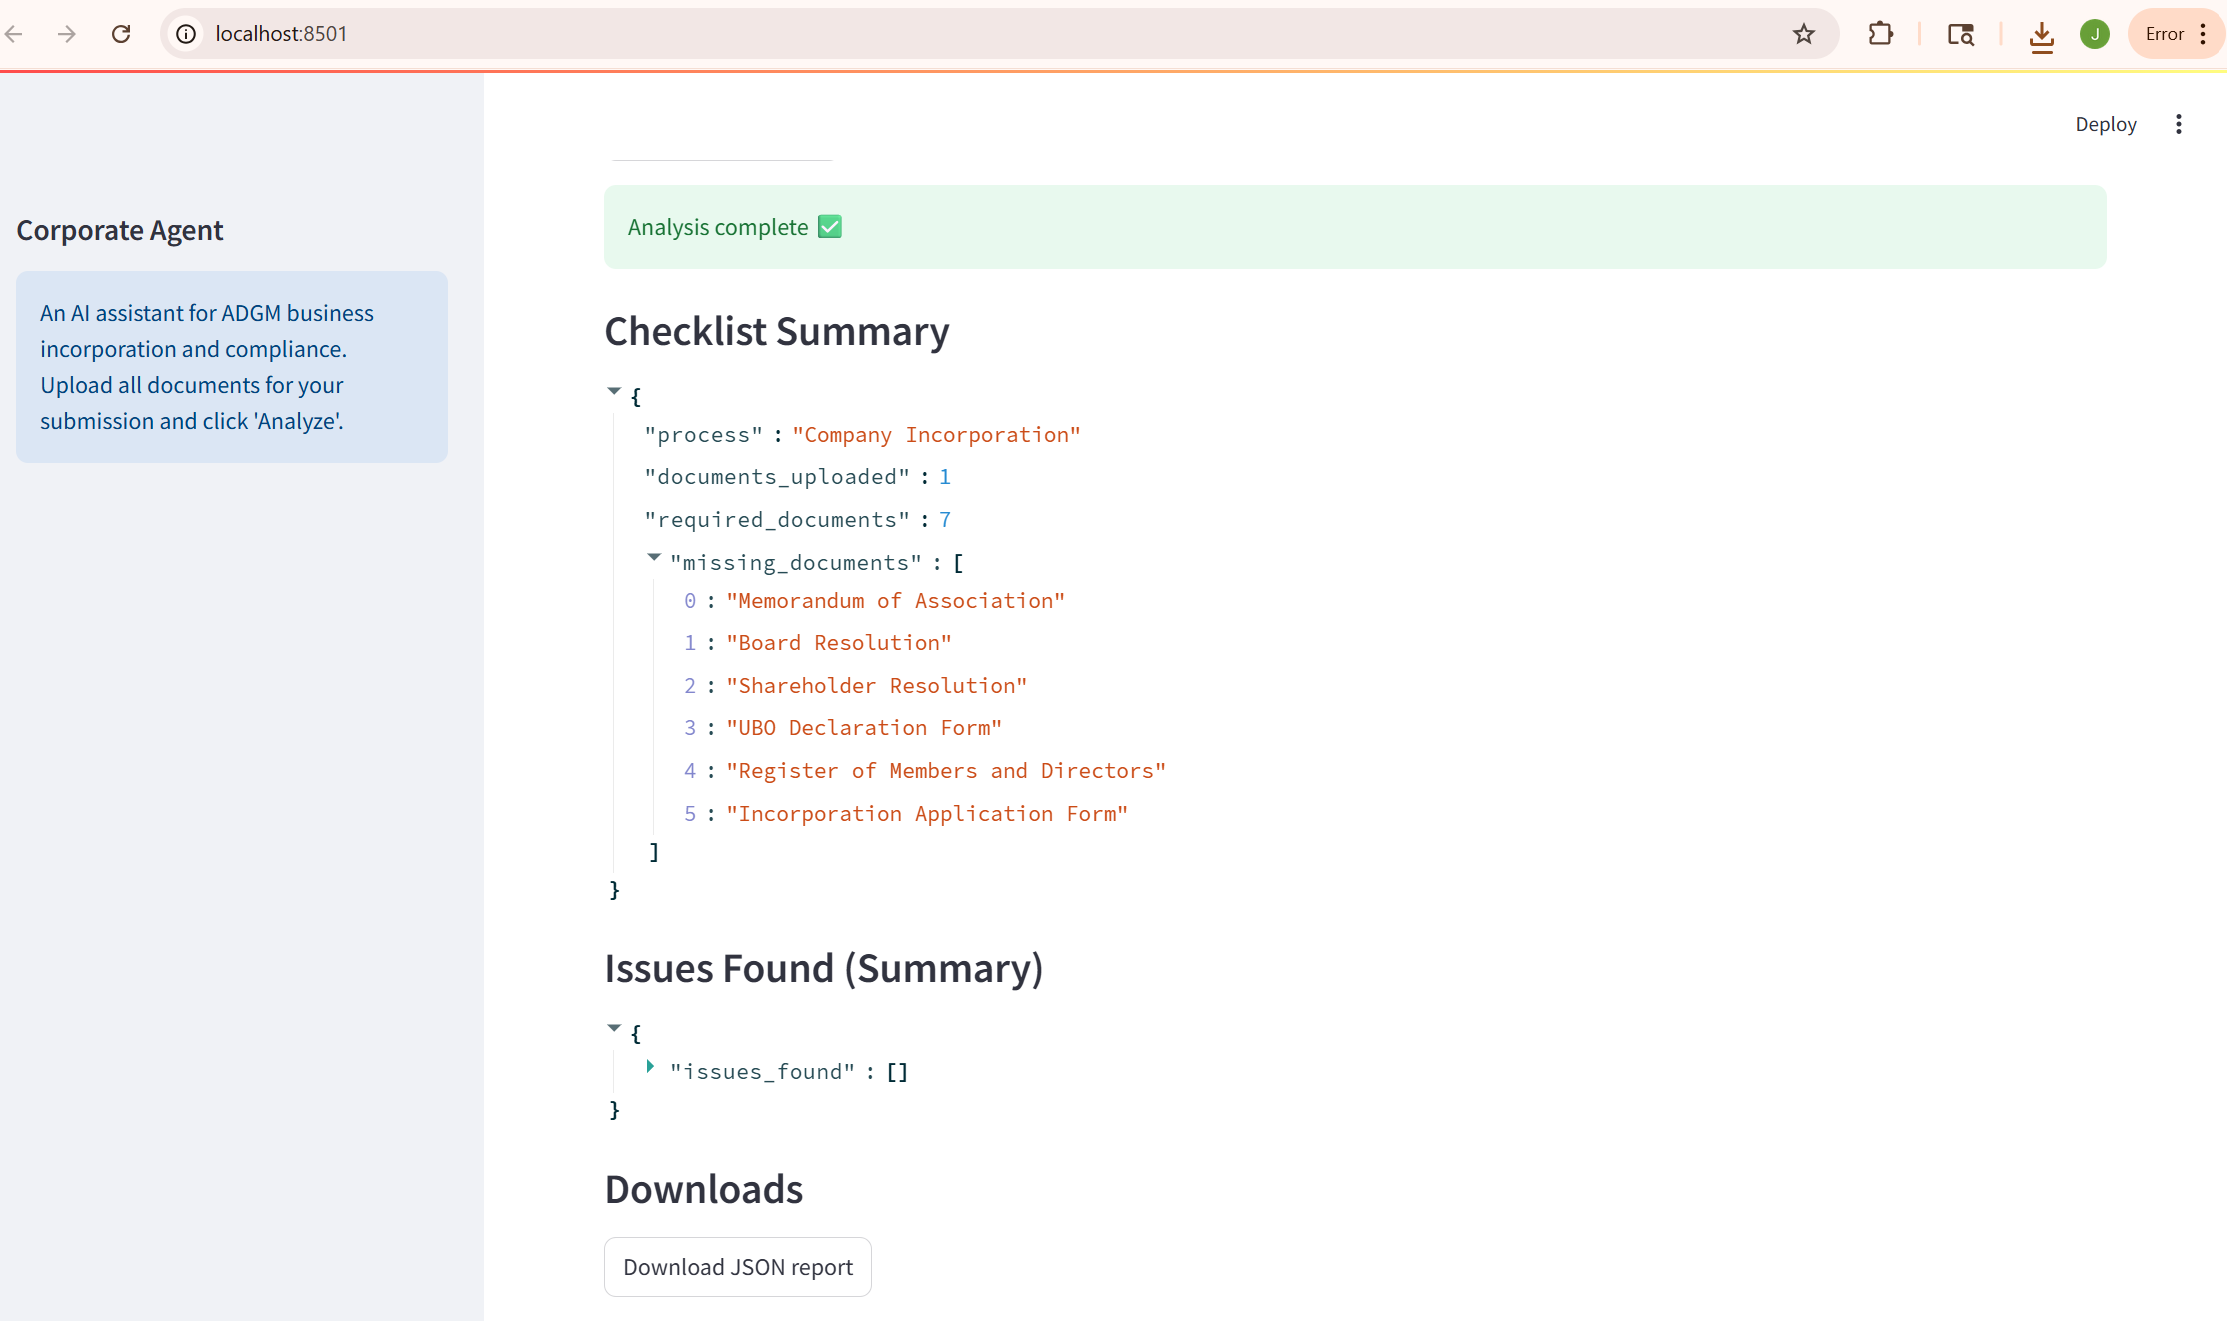 localhost:8501
J
Error
Deploy
Corporate Agent
An AI assistant for ADGM business
incorporation and compliance.
Upload all documents for your
submission and click 'Analyze'.
Analysis complete ✅
Checklist Summary
{
"process" : "Company Incorporation"
"documents_uploaded" : 1
"required_documents" : 7
"missing_documents" : [
0 : "Memorandum of Association"
1 : "Board Resolution"
2 : "Shareholder Resolution"
3 : "UBO Declaration Form"
4 : "Register of Members and Directors"
5 : "Incorporation Application Form"
]
}
Issues Found (Summary)
{
"issues_found" : []
}
Downloads
Download JSON report